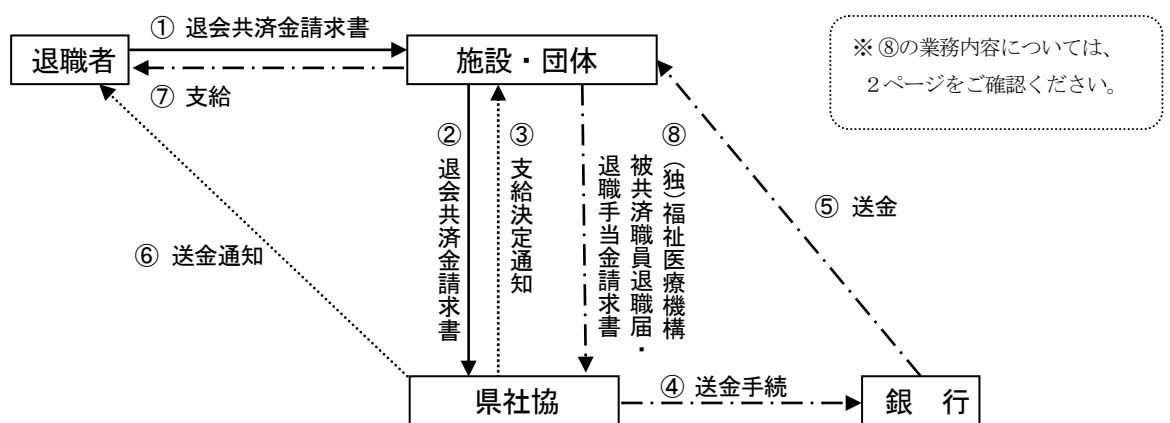 ① 退会共済金請求書
退職者
施設・団体
⑦ 支給
※ ⑧の業務内容については、
２ページをご確認ください。
② 退会共済金請求書
③ 支給決定通知
⑧ （独）福祉医療機構
被共済職員退職届・
退職手当金請求書
⑤ 送金
⑥ 送金通知
県社協
④ 送金手続
銀　行